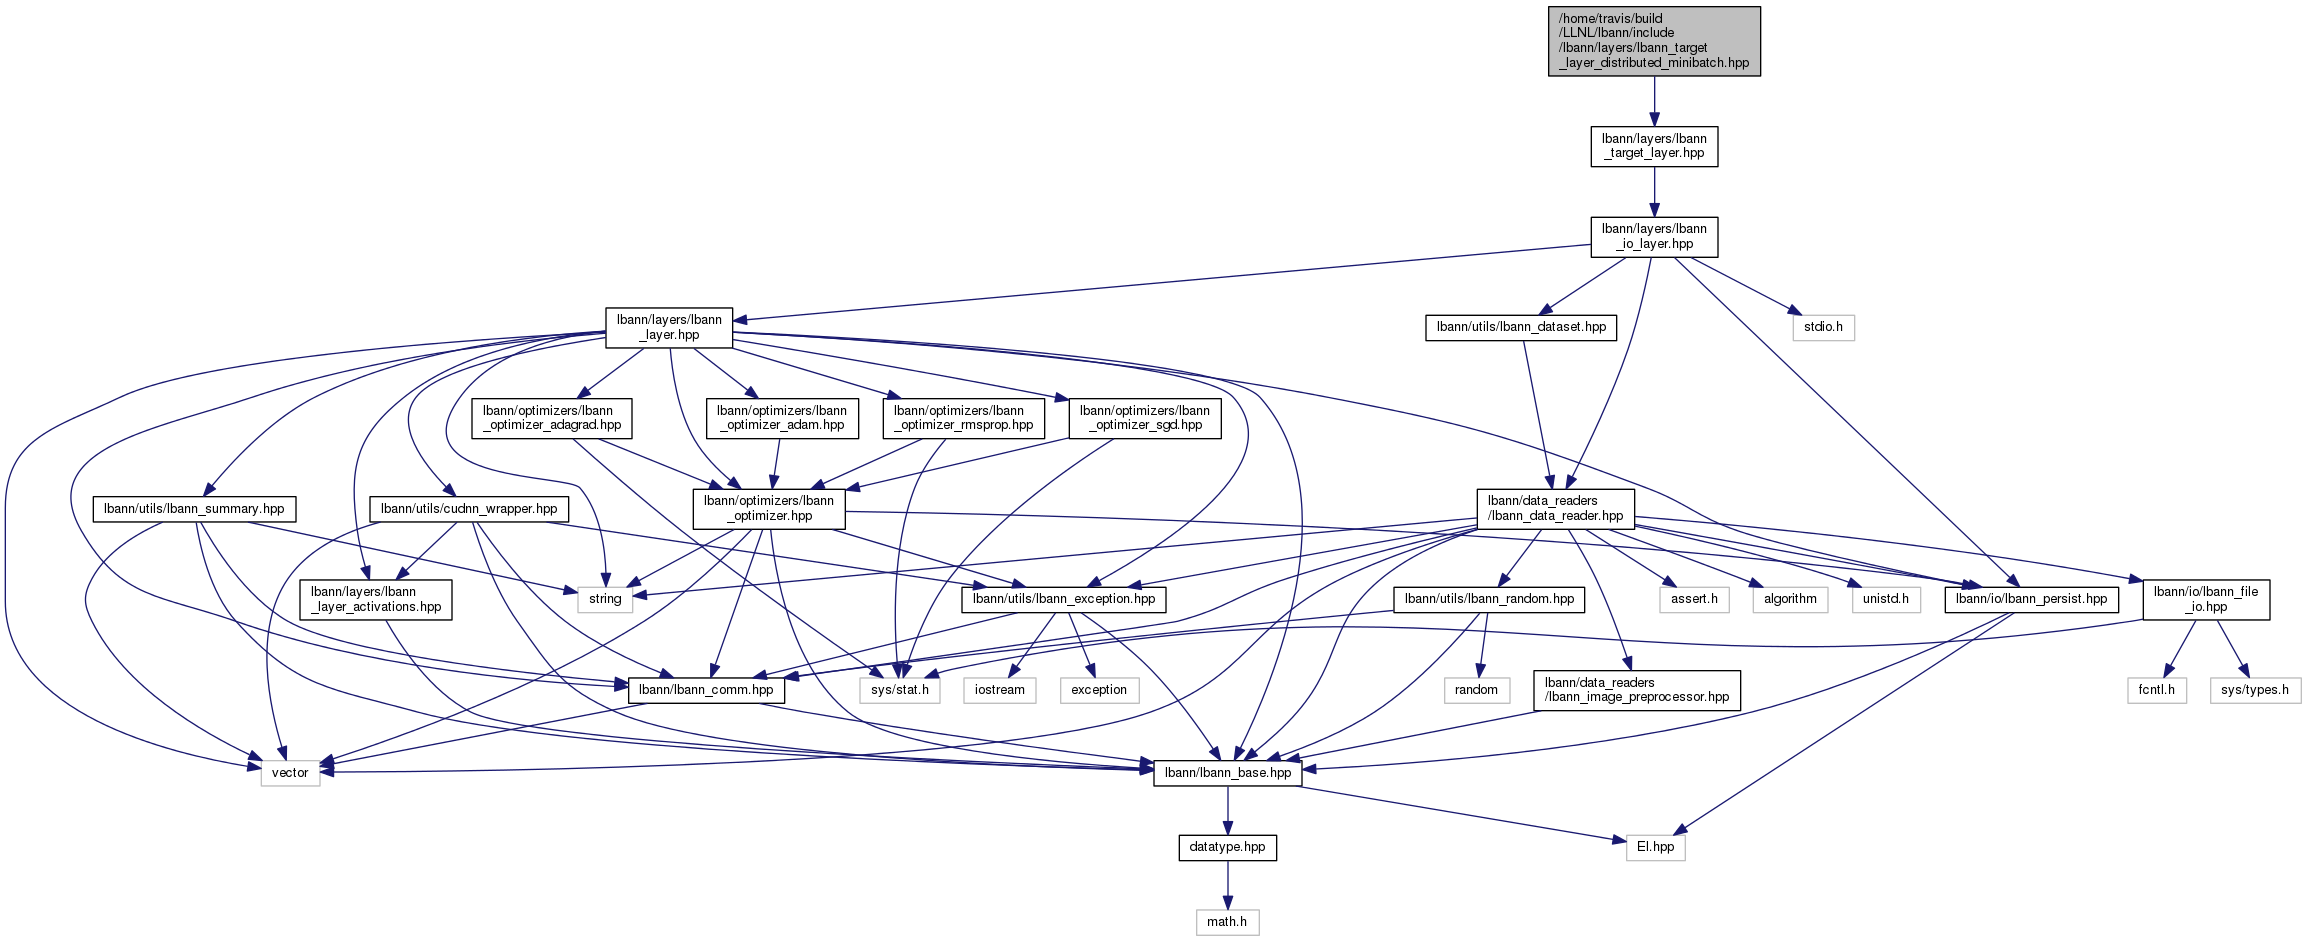 /home/travis/build
/LLNL/lbann/include
/lbann/layers/lbann_target
_layer_distributed_minibatch.hpp
lbann/layers/lbann
_target_layer.hpp
lbann/layers/lbann
_io_layer.hpp
lbann/layers/lbann
_layer.hpp
lbann/utils/lbann_dataset.hpp
stdio.h
lbann/optimizers/lbann
_optimizer_adagrad.hpp
lbann/optimizers/lbann
_optimizer_adam.hpp
lbann/optimizers/lbann
_optimizer_rmsprop.hpp
lbann/optimizers/lbann
_optimizer_sgd.hpp
lbann/utils/lbann_summary.hpp
lbann/utils/cudnn_wrapper.hpp
lbann/optimizers/lbann
_optimizer.hpp
lbann/data_readers
/lbann_data_reader.hpp
lbann/layers/lbann
_layer_activations.hpp
string
lbann/utils/lbann_exception.hpp
lbann/utils/lbann_random.hpp
assert.h
algorithm
unistd.h
lbann/io/lbann_persist.hpp
lbann/io/lbann_file
_io.hpp
lbann/lbann_comm.hpp
sys/stat.h
iostream
exception
random
lbann/data_readers
/lbann_image_preprocessor.hpp
fcntl.h
sys/types.h
vector
lbann/lbann_base.hpp
datatype.hpp
El.hpp
math.h